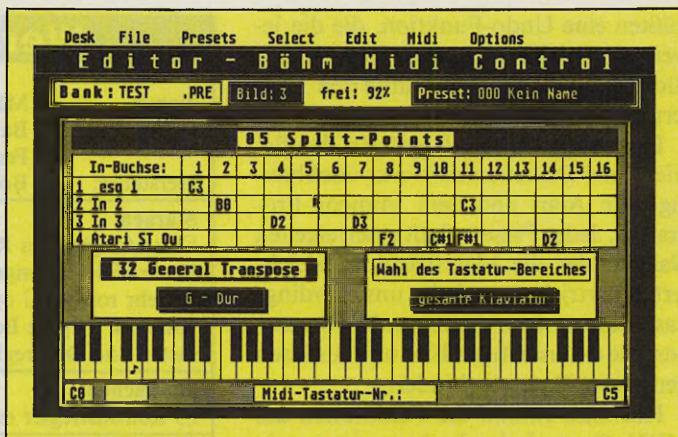 Desk File Presets Select Edit Midi Options
Editor - Böhm Midi Control
Bank: TEST .PRE Bild: 3 frei: 92% Preset: 000 Kein Name
05 Split-Points
In-Buchse: 1 2 3 4 5 6 7 8 9 10 11 12 13 14 15 16
1 esq 1 C3
2 In 2 B0 C3
3 In 3 D2 D3
4 Atari ST Ou F2 C#1 F#1 D2
32 General Transpose Wahl des Tastatur-Bereiches
G - Dur gesamte Klaviatur
C0 Midi-Tastatur-Nr.: C5